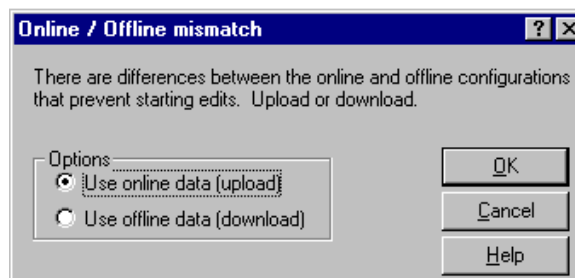 Online / Offline mismatch
There are differences between the online and offline configurations
that prevent starting edits. Upload or download.
Options
Use online data (upload)
Use offline data (download)
OK
Cancel
Help